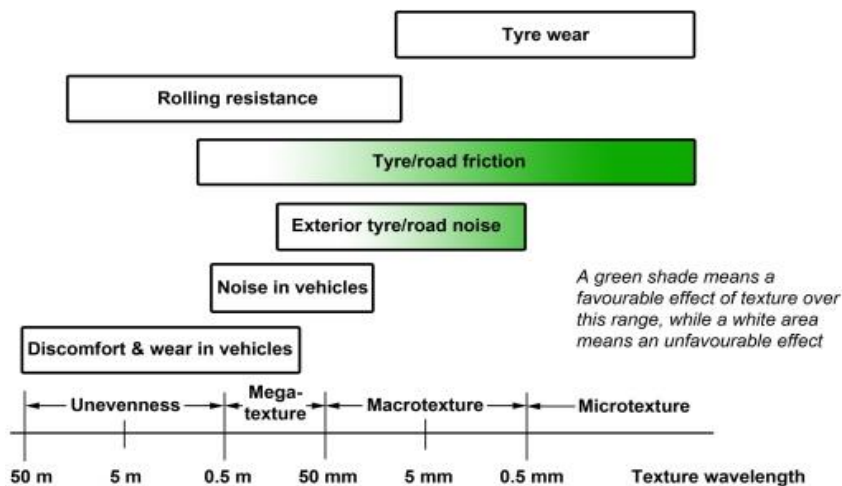 Tyre wear
Rolling resistance
Tyre/road friction
Exterior tyre/road noise
Noise in vehicles
A green shade means a
favourable effect of texture over
this range, while a white area
means an unfavourable effect
Discomfort & wear in vehicles
Unevenness
Mega-
texture
Macrotexture
Microtexture
50 m 5 m 0.5 m 50 mm 5 mm 0.5 mm Texture wavelength